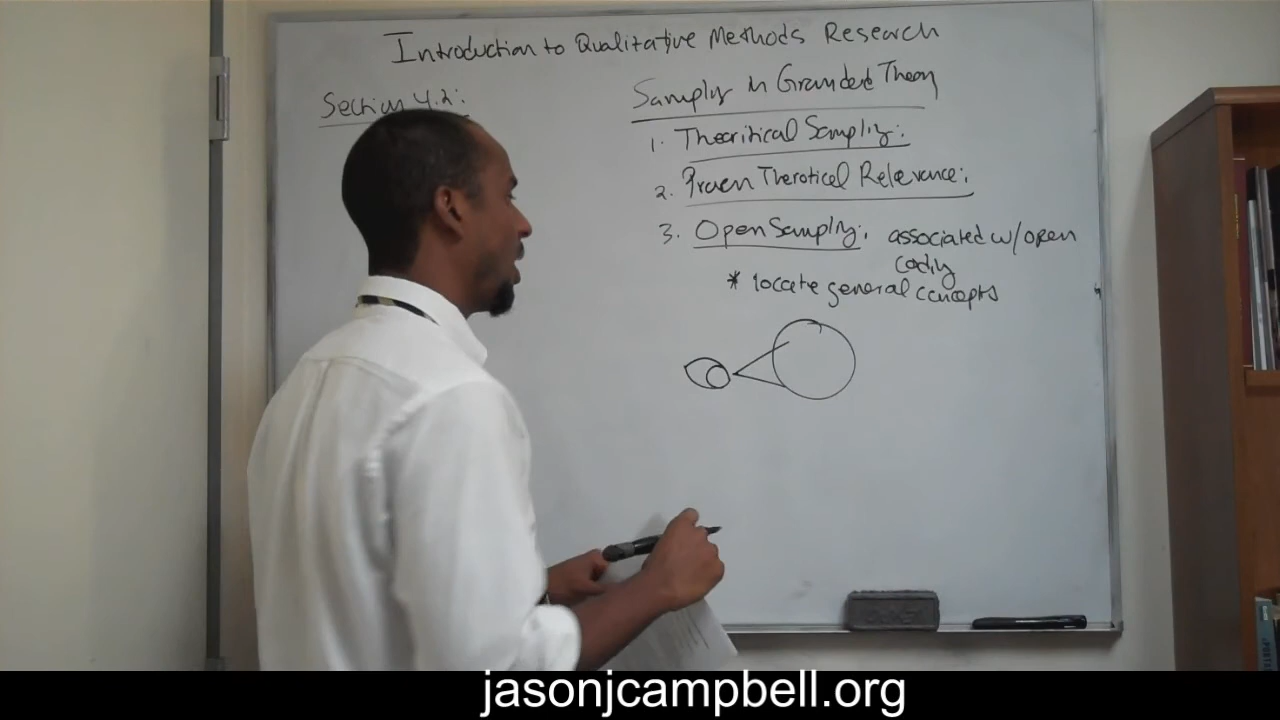 Introduction to Qualitative Methods Research
Section 4.2:
Sampling in Grounded Theory
1. Theoritical Sampling:
2. Proven Therotical Relevance:
3. Open Sampling: associated w/open
coding
* locate general concepts
jasonjcampbell.org